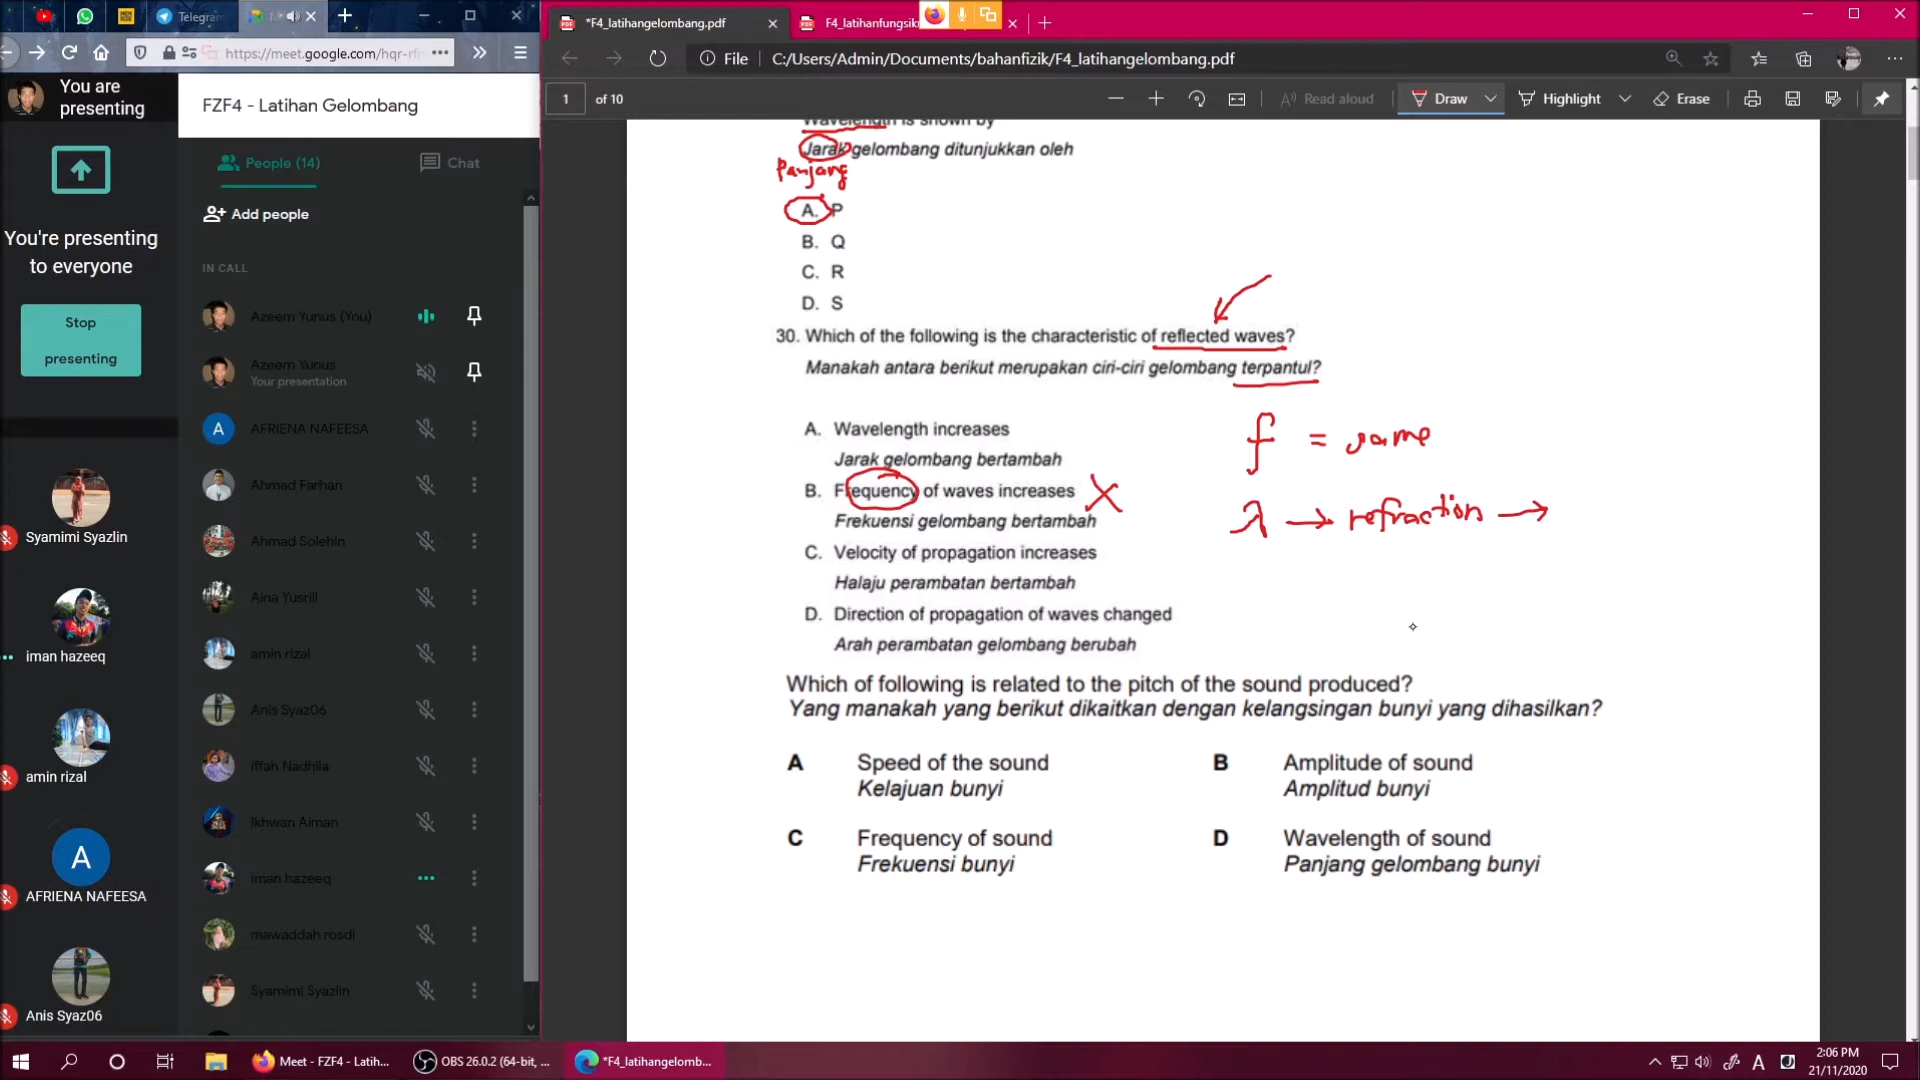 Telegran
M
https://meet.google.com/hqr-rfn
You are
presenting
FZF4 - Latihan Gelombang
People (14)
Chat
Add people
You're presenting
to everyone
Stop
presenting
IN CALL
Azeem Yunus (You)
Azeem Yunus
Your presentation
A
AFRIENA NAFEESA
Ahmad Farhan
Ahmad Solehin
Aina Yusrill
amin rizal
Anis Syaz06
Iffah Nadhila
Ikhwan Aiman
iman hazeeq
mawaddah rosdi
Syamimi Syazlin
Syamimi Syazlin
iman hazeeq
amin rizal
A
AFRIENA NAFEESA
Anis Syaz06
*F4_latihangelombang.pdf
F4_latihanfungsik
File C:/Users/Admin/Documents/bahanfizik/F4_latihangelombang.pdf
1 of 10
Read aloud
Draw
Highlight
Erase
Wavelength is shown by
Jarak gelombang ditunjukkan oleh
Panjang
A. P
B. Q
C. R
D. S
30. Which of the following is the characteristic of reflected waves?
Manakah antara berikut merupakan ciri-ciri gelombang terpantul?
A. Wavelength increases
Jarak gelombang bertambah
B. Frequency of waves increases X
Frekuensi gelombang bertambah
C. Velocity of propagation increases
Halaju perambatan bertambah
D. Direction of propagation of waves changed
Arah perambatan gelombang berubah
f = same
λ → refraction →
Which of following is related to the pitch of the sound produced?
Yang manakah yang berikut dikaitkan dengan kelangsingan bunyi yang dihasilkan?
A Speed of the sound
Kelajuan bunyi
B Amplitude of sound
Amplitud bunyi
C Frequency of sound
Frekuensi bunyi
D Wavelength of sound
Panjang gelombang bunyi
Meet - FZF4 - Latih...
OBS 26.0.2 (64-bit, ...
*F4_latihangelomb...
A
2:06 PM
21/11/2020